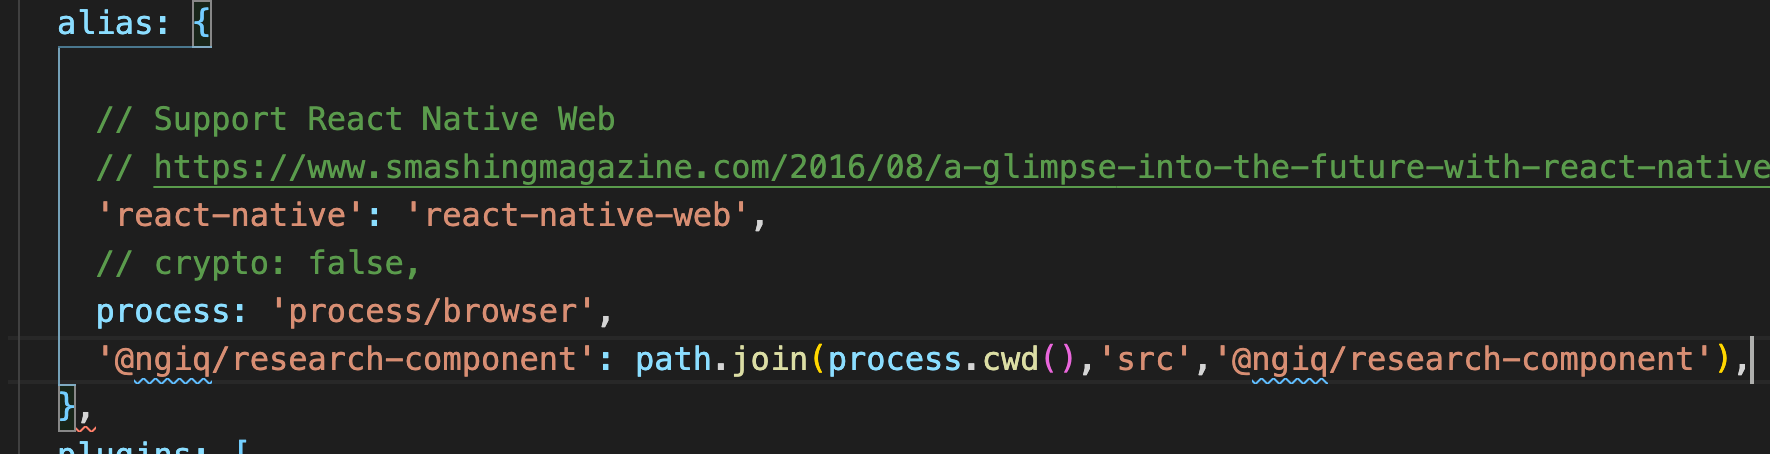 alias: {
// Support React Native Web
// https://www.smashingmagazine.com/2016/08/a-glimpse-into-the-future-with-react-native
'react-native': 'react-native-web',
// crypto: false,
process: 'process/browser',
'@ngiq/research-component': path.join(process.cwd(),'src','@ngiq/research-component'),
},
plugins: [